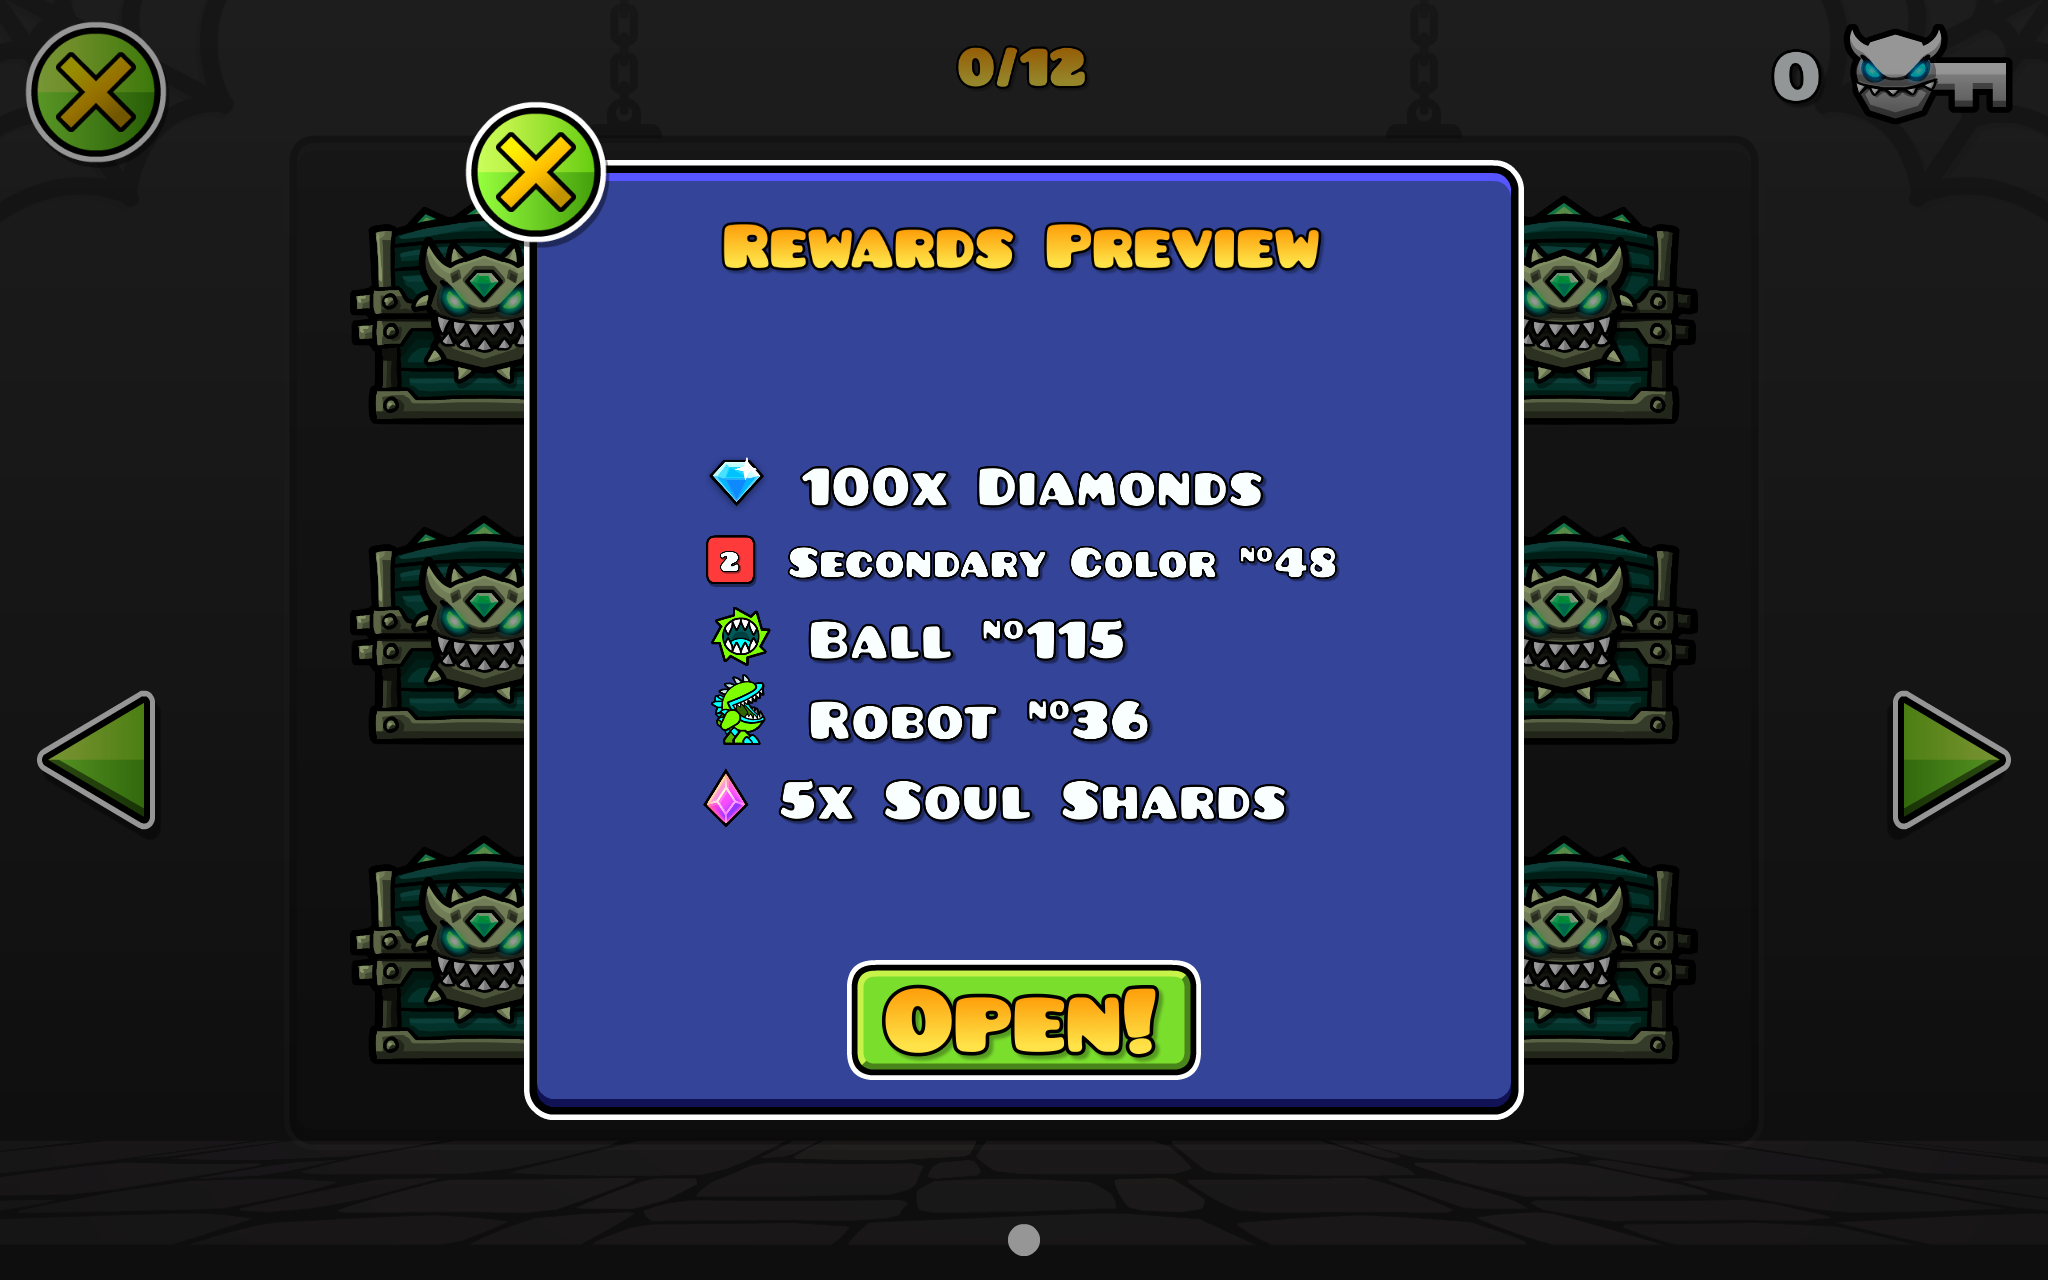 0/12
0
Rewards Preview
100x Diamonds
2 Secondary Color Nº48
Ball Nº115
Robot Nº36
5x Soul Shards
Open!